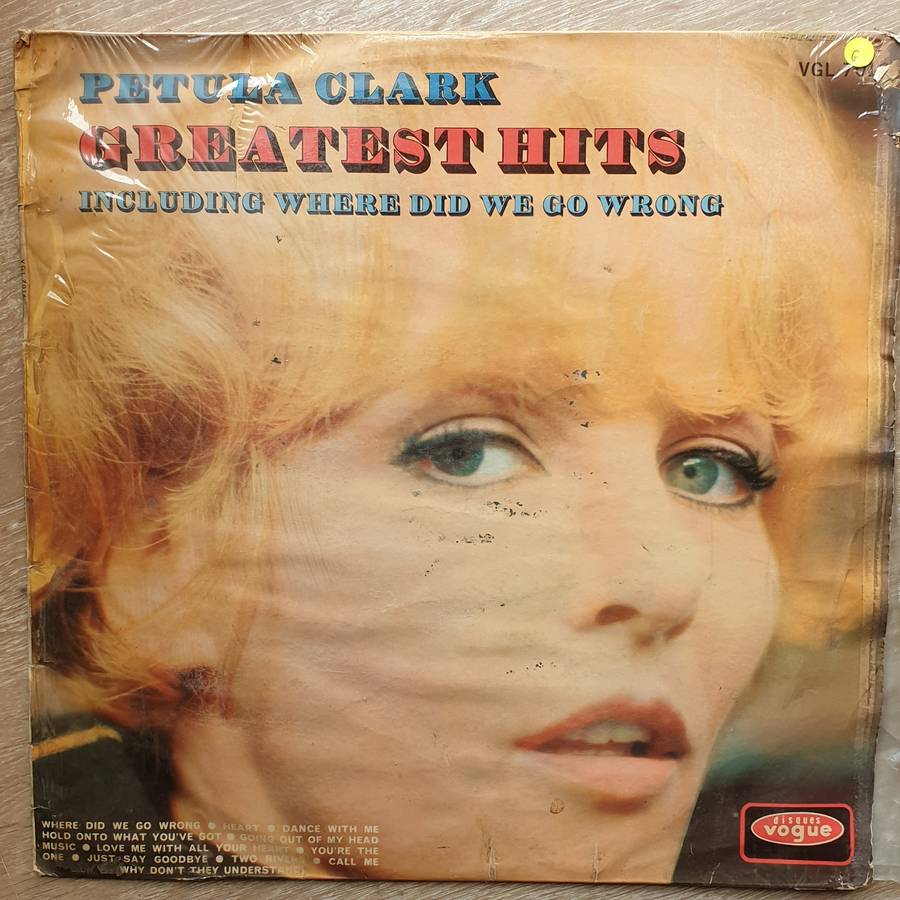 PETULA CLARK
VGL
G
GREATEST HITS
INCLUDING WHERE DID WE GO WRONG
WHERE DID WE GO WRONG ● HEART ● DANCE WITH ME
HOLD ONTO WHAT YOU'VE GOT ● GOING OUT OF MY HEAD
MUSIC ● LOVE ME WITH ALL YOUR HEART ● YOU'RE THE
ONE ● JUST SAY GOODBYE ● TWO RIVERS ● CALL ME
WHY DON'T THEY UNDERSTAND
disques
vogue